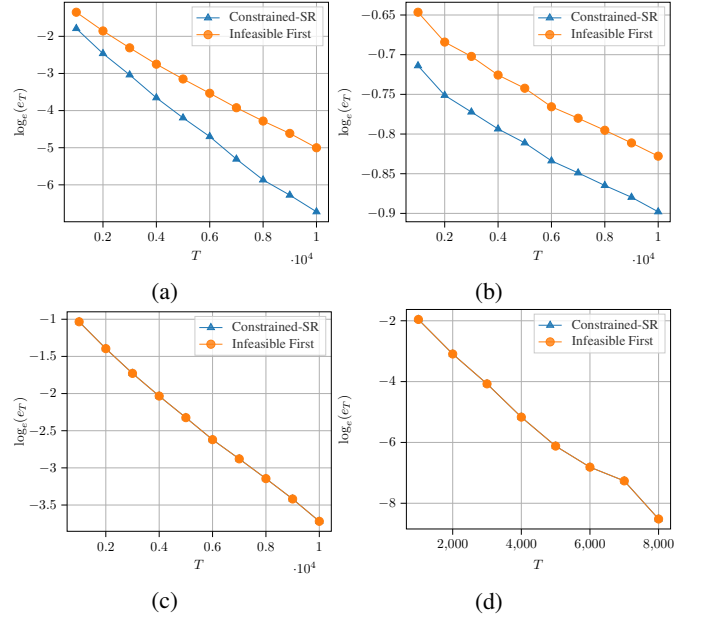 Constrained-SR
Infeasible First
log_e(e_T)
−2
−3
−4
−5
−6
0.2
0.4
0.6
0.8
1
T
·10^4
(a)
Constrained-SR
Infeasible First
log_e(e_T)
−0.65
−0.7
−0.75
−0.8
−0.85
−0.9
0.2
0.4
0.6
0.8
1
T
·10^4
(b)
Constrained-SR
Infeasible First
log_e(e_T)
−1
−1.5
−2
−2.5
−3
−3.5
0.2
0.4
0.6
0.8
1
T
·10^4
(c)
Constrained-SR
Infeasible First
log_e(e_T)
−2
−4
−6
−8
2,000
4,000
6,000
8,000
T
(d)